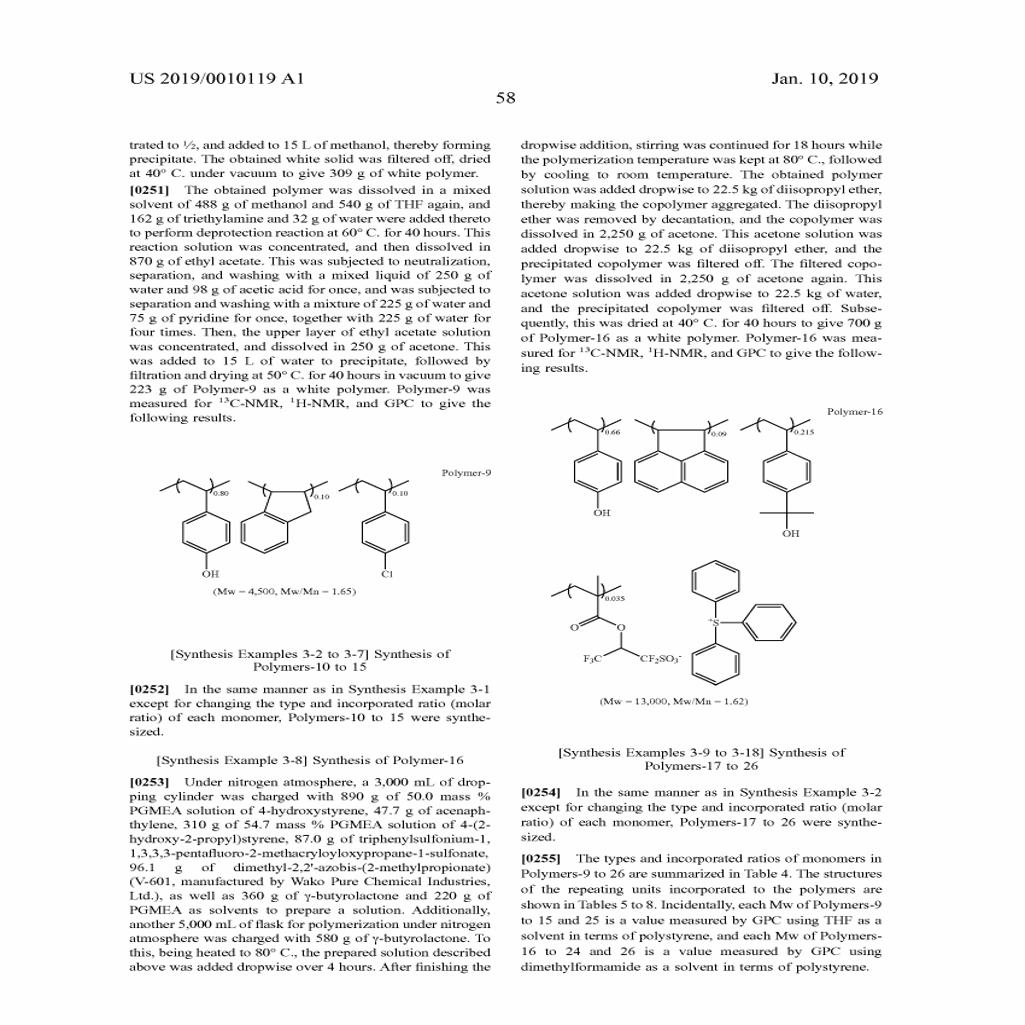 US 2019/0010119 A1
Jan. 10, 2019
58
trated to ½, and added to 15 L of methanol, thereby forming
precipitate. The obtained white solid was filtered off, dried
at 40° C. under vacuum to give 309 g of white polymer.
[0251] The obtained polymer was dissolved in a mixed
solvent of 488 g of methanol and 540 g of THF again, and
162 g of triethylamine and 32 g of water were added thereto
to perform deprotection reaction at 60° C. for 40 hours. This
reaction solution was concentrated, and then dissolved in
870 g of ethyl acetate. This was subjected to neutralization,
separation, and washing with a mixed liquid of 250 g of
water and 98 g of acetic acid for once, and was subjected to
separation and washing with a mixture of 225 g of water and
75 g of pyridine for once, together with 225 g of water for
four times. Then, the upper layer of ethyl acetate solution
was concentrated, and dissolved in 250 g of acetone. This
was added to 15 L of water to precipitate, followed by
filtration and drying at 50° C. for 40 hours in vacuum to give
223 g of Polymer-9 as a white polymer. Polymer-9 was
measured for ¹³C-NMR, ¹H-NMR, and GPC to give the
following results.
Polymer-9
0.80
0.10
0.10
OH
Cl
(Mw = 4,500, Mw/Mn = 1.65)
[Synthesis Examples 3-2 to 3-7] Synthesis of
Polymers-10 to 15
[0252] In the same manner as in Synthesis Example 3-1
except for changing the type and incorporated ratio (molar
ratio) of each monomer, Polymers-10 to 15 were synthe-
sized.
[Synthesis Example 3-8] Synthesis of Polymer-16
[0253] Under nitrogen atmosphere, a 3,000 mL of drop-
ping cylinder was charged with 890 g of 50.0 mass %
PGMEA solution of 4-hydroxystyrene, 47.7 g of acenaph-
thylene, 310 g of 54.7 mass % PGMEA solution of 4-(2-
hydroxy-2-propyl)styrene, 87.0 g of triphenylsulfonium-1,
1,3,3,3-pentafluoro-2-methacryloyloxypropane-1-sulfonate,
96.1 g of dimethyl-2,2'-azobis-(2-methylpropionate)
(V-601, manufactured by Wako Pure Chemical Industries,
Ltd.), as well as 360 g of γ-butyrolactone and 220 g of
PGMEA as solvents to prepare a solution. Additionally,
another 5,000 mL of flask for polymerization under nitrogen
atmosphere was charged with 580 g of γ-butyrolactone. To
this, being heated to 80° C., the prepared solution described
above was added dropwise over 4 hours. After finishing the
dropwise addition, stirring was continued for 18 hours while
the polymerization temperature was kept at 80° C., followed
by cooling to room temperature. The obtained polymer
solution was added dropwise to 22.5 kg of diisopropyl ether,
thereby making the copolymer aggregated. The diisopropyl
ether was removed by decantation, and the copolymer was
dissolved in 2,250 g of acetone. This acetone solution was
added dropwise to 22.5 kg of diisopropyl ether, and the
precipitated copolymer was filtered off. The filtered copo-
lymer was dissolved in 2,250 g of acetone again. This
acetone solution was added dropwise to 22.5 kg of water,
and the precipitated copolymer was filtered off. Subse-
quently, this was dried at 40° C. for 40 hours to give 700 g
of Polymer-16 as a white polymer. Polymer-16 was mea-
sured for ¹³C-NMR, ¹H-NMR, and GPC to give the follow-
ing results.
Polymer-16
0.66
0.09
0.215
OH
OH
0.035
O
O
F₃C
CF₂SO₃⁻
⁺S
(Mw = 13,000, Mw/Mn = 1.62)
[Synthesis Examples 3-9 to 3-18] Synthesis of
Polymers-17 to 26
[0254] In the same manner as in Synthesis Example 3-2
except for changing the type and incorporated ratio (molar
ratio) of each monomer, Polymers-17 to 26 were synthe-
sized.
[0255] The types and incorporated ratios of monomers in
Polymers-9 to 26 are summarized in Table 4. The structures
of the repeating units incorporated to the polymers are
shown in Tables 5 to 8. Incidentally, each Mw of Polymers-9
to 15 and 25 is a value measured by GPC using THF as a
solvent in terms of polystyrene, and each Mw of Polymers-
16 to 24 and 26 is a value measured by GPC using
dimethylformamide as a solvent in terms of polystyrene.